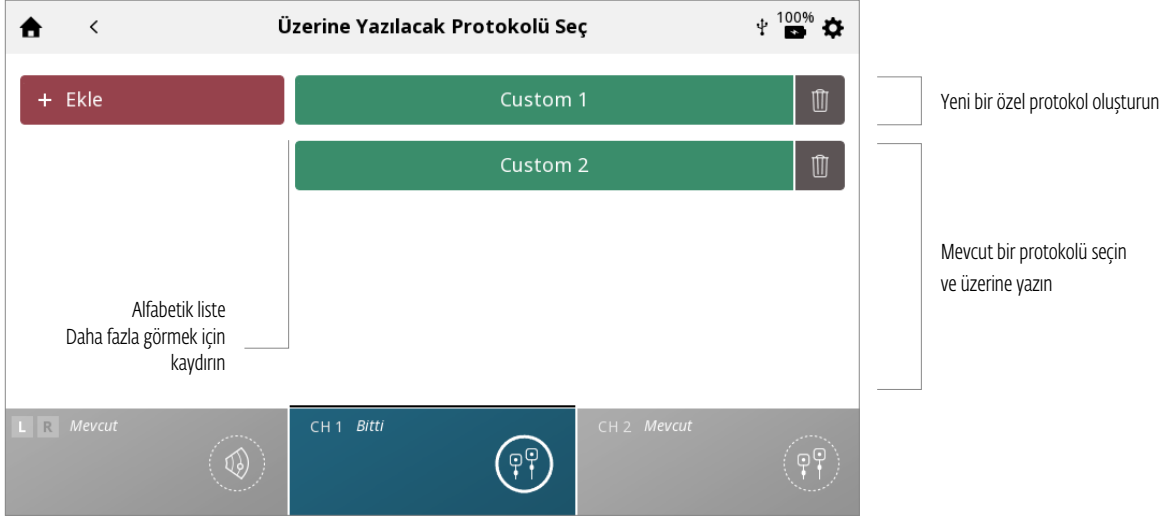 Üzerine Yazılacak Protokolü Seç
100%
+ Ekle
Custom 1
Yeni bir özel protokol oluşturun
Custom 2
Mevcut bir protokolü seçin
ve üzerine yazın
Alfabetik liste
Daha fazla görmek için
kaydırın
L R Mevcut
CH 1 Bitti
CH 2 Mevcut